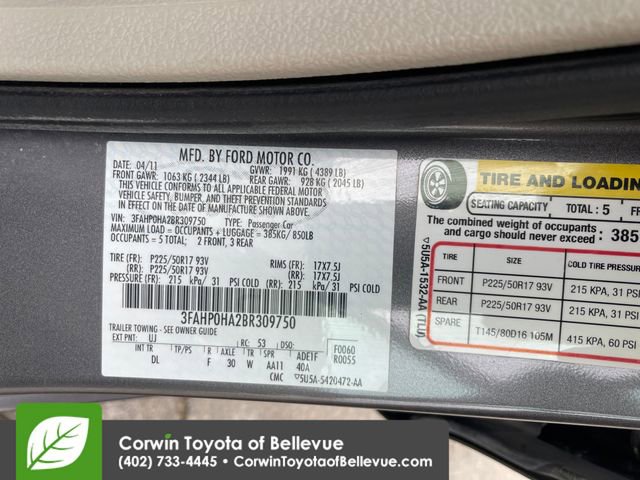 MFD. BY FORD MOTOR CO.
DATE: 04/11
GVWR: 1991 KG ( 4389 LB)
FRONT GAWR: 1063 KG ( 2344 LB)
REAR GAWR: 928 KG ( 2045 LB)
THIS VEHICLE CONFORMS TO ALL APPLICABLE FEDERAL MOTOR
VEHICLE SAFETY, BUMPER, AND THEFT PREVENTION STANDARDS
IN EFFECT ON THE DATE OF MANUFACTURE SHOWN ABOVE.
VIN: 3FAHP0HA2BR309750
TYPE: Passenger Car
MAXIMUM LOAD = OCCUPANTS + LUGGAGE = 385KG/ 850LB
OCCUPANTS = 5 TOTAL: 2 FRONT, 3 REAR
TIRE (FR): P225/50R17 93V RIMS (FR): 17X7.5J
TIRE (RR): P225/50R17 93V RIMS (RR): 17X7.5J
PRESSURE (FR): 215 kPa/ 31 PSI COLD (RR): 215 kPa/ 31 PSI COLD
3FAHP0HA2BR309750
TRAILER TOWING - SEE OWNER GUIDE
EXT PNT: UJ RC: 53 DSO: F0060
INT TR TP/PS R AXLE TR SPR ADE1F R0055
DL F 30 W AA11 40A
CMC ▽5U5A-5420472-AA
▽5U5A-1532-AA (TLU)
TIRE AND LOADIN
SEATING CAPACITY TOTAL: 5 F
The combined weight of occupants
and cargo should never exceed : 385
TIRE SIZE COLD TIRE PRESSURE
FRONT P225/50R17 93V 215 KPA, 31 PSI
REAR P225/50R17 93V 215 KPA, 31 PSI
SPARE T145/80D16 105M 415 KPA, 60 PSI
Corwin Toyota of Bellevue
(402) 733-4445 • CorwinToyotaofBellevue.com